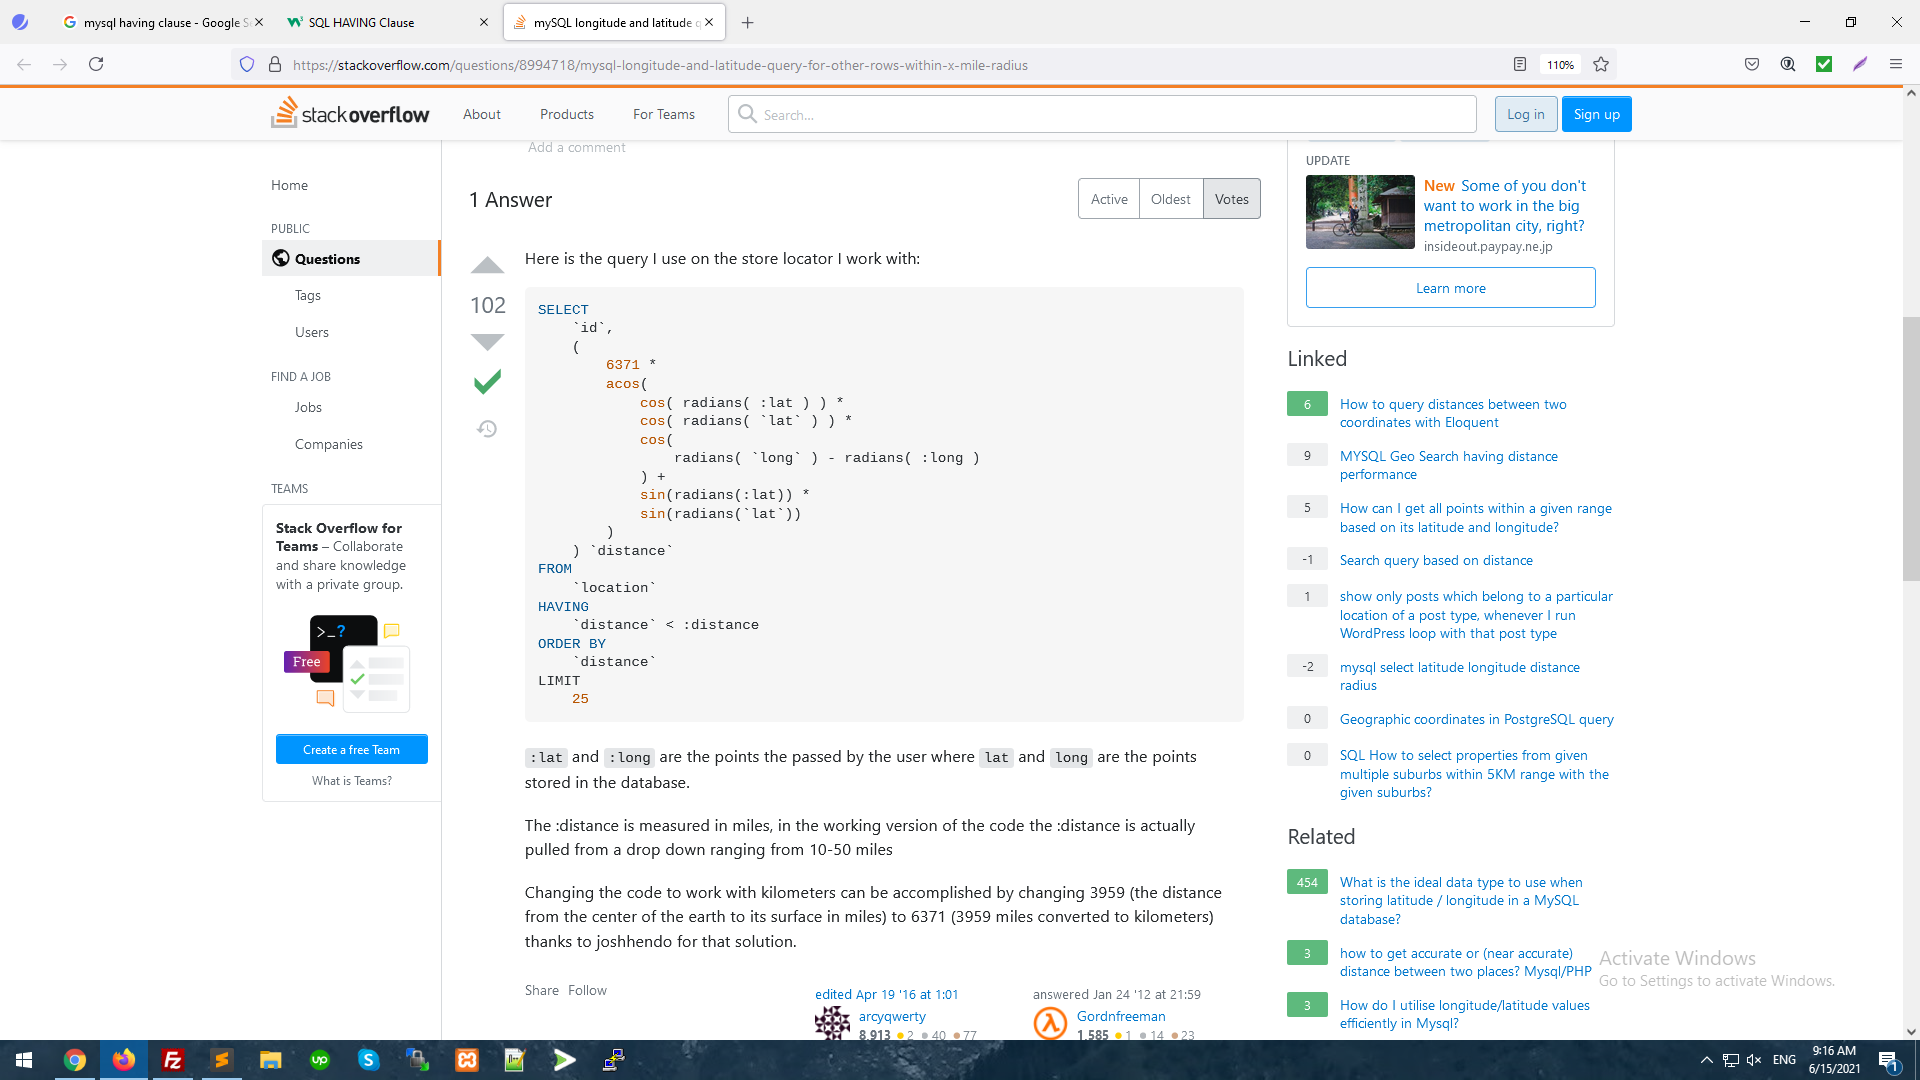 mysql having clause - Google S
SQL HAVING Clause
mySQL longitude and latitude q
https://stackoverflow.com/questions/8994718/mysql-longitude-and-latitude-query-for-other-rows-within-x-mile-radius
110%
stackoverflow
About
Products
For Teams
Search...
Log in
Sign up
Home
PUBLIC
Questions
Tags
Users
FIND A JOB
Jobs
Companies
TEAMS
Stack Overflow for
Teams – Collaborate
and share knowledge
with a private group.
>_?
Free
Create a free Team
What is Teams?
Add a comment
1 Answer
Active
Oldest
Votes
102
Here is the query I use on the store locator I work with:
SELECT
`id`,
(
6371 *
acos(
cos( radians( :lat ) ) *
cos( radians( `lat` ) ) *
cos(
radians( `long` ) - radians( :long )
) +
sin(radians(:lat)) *
sin(radians(`lat`))
)
) `distance`
FROM
`location`
HAVING
`distance` < :distance
ORDER BY
`distance`
LIMIT
25
:lat and :long are the points the passed by the user where lat and long are the points
stored in the database.
The :distance is measured in miles, in the working version of the code the :distance is actually
pulled from a drop down ranging from 10-50 miles
Changing the code to work with kilometers can be accomplished by changing 3959 (the distance
from the center of the earth to its surface in miles) to 6371 (3959 miles converted to kilometers)
thanks to joshhendo for that solution.
Share Follow
edited Apr 19 '16 at 1:01
arcyqwerty
8,913 2 40 77
answered Jan 24 '12 at 21:59
Gordnfreeman
1,585 1 14 23
UPDATE
New Some of you don't
want to work in the big
metropolitan city, right?
insideout.paypay.ne.jp
Learn more
Linked
6 How to query distances between two
coordinates with Eloquent
9 MYSQL Geo Search having distance
performance
5 How can I get all points within a given range
based on its latitude and longitude?
-1 Search query based on distance
1 show only posts which belong to a particular
location of a post type, whenever I run
WordPress loop with that post type
-2 mysql select latitude longitude distance
radius
0 Geographic coordinates in PostgreSQL query
0 SQL How to select properties from given
multiple suburbs within 5KM range with the
given suburbs?
Related
454 What is the ideal data type to use when
storing latitude / longitude in a MySQL
database?
3 how to get accurate or (near accurate)
distance between two places? Mysql/PHP
3 How do I utilise longitude/latitude values
efficiently in Mysql?
Activate Windows
Go to Settings to activate Windows.
ENG
9:16 AM
6/15/2021
1